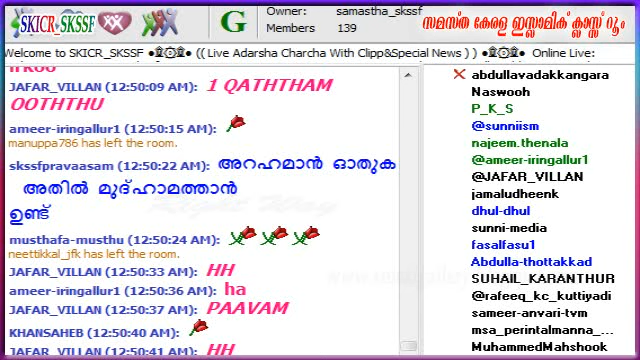 SKICR_SKSSF
G
Owner: samastha_skssf
Members 139
സമസ്ത കേരള ഇസ്ലാമിക് ക്ലാസ്സ് റൂം
Welcome to SKICR_SKSSF ●๑۩۞۩๑● (( Live Adarsha Charcha With Clipp&Special News ) ) ●๑۩۞۩๑● Online Live:
JAFAR_VILLAN (12:50:09 AM): 1 QATHTHAM
OOTHTHU
ameer-iringallur1 (12:50:15 AM):
manuppa786 has left the room.
skssfpravaasam (12:50:22 AM): അറഹമാൻ ഓതുക
അതിൽ മുദ്ഹാമത്താൻ
ഉണ്ട്
musthafa-musthu (12:50:24 AM):
neettikkal_jfk has left the room.
JAFAR_VILLAN (12:50:33 AM): HH
ameer-iringallur1 (12:50:36 AM): ha
JAFAR_VILLAN (12:50:37 AM): PAAVAM
KHANSAHEB (12:50:40 AM):
JAFAR_VILLAN (12:50:41 AM): HH
abdullavadakkangara
Naswooh
P_K_S
@sunniism
najeem.thenala
@ameer-iringallur1
@JAFAR_VILLAN
jamaludheenk
dhul-dhul
sunni-media
fasalfasu1
Abdulla-thottakkad
SUHAIL_KARANTHUR
@rafeeq_kc_kuttiyadi
sameer-anvari-tvm
msa_perintalmanna_...
MuhammedMahshook